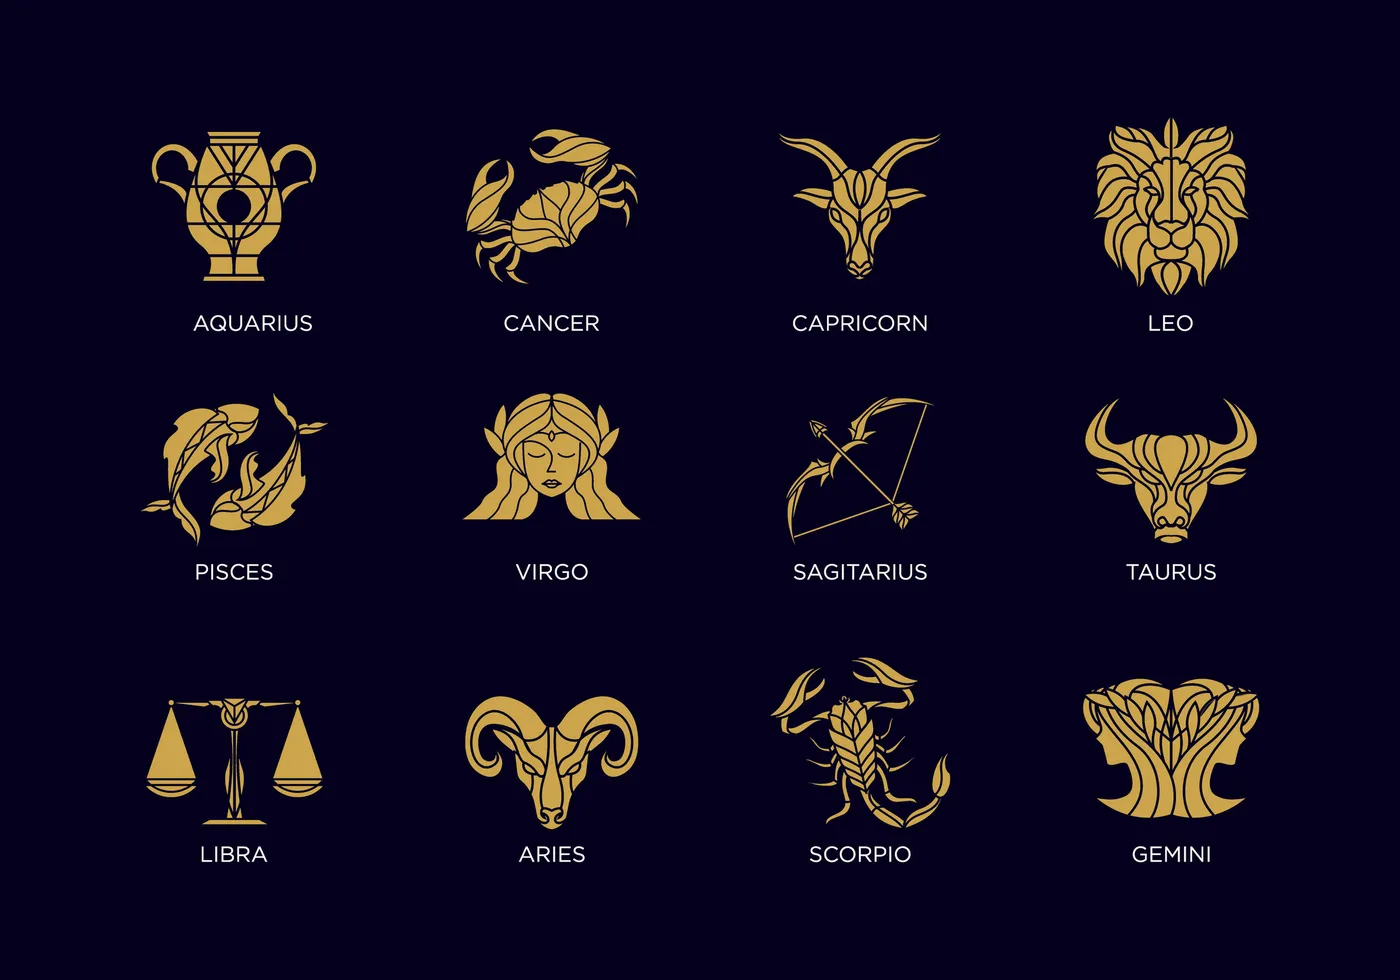 AQUARIUS
CANCER
CAPRICORN
LEO
PISCES
VIRGO
SAGITARIUS
TAURUS
LIBRA
ARIES
SCORPIO
GEMINI